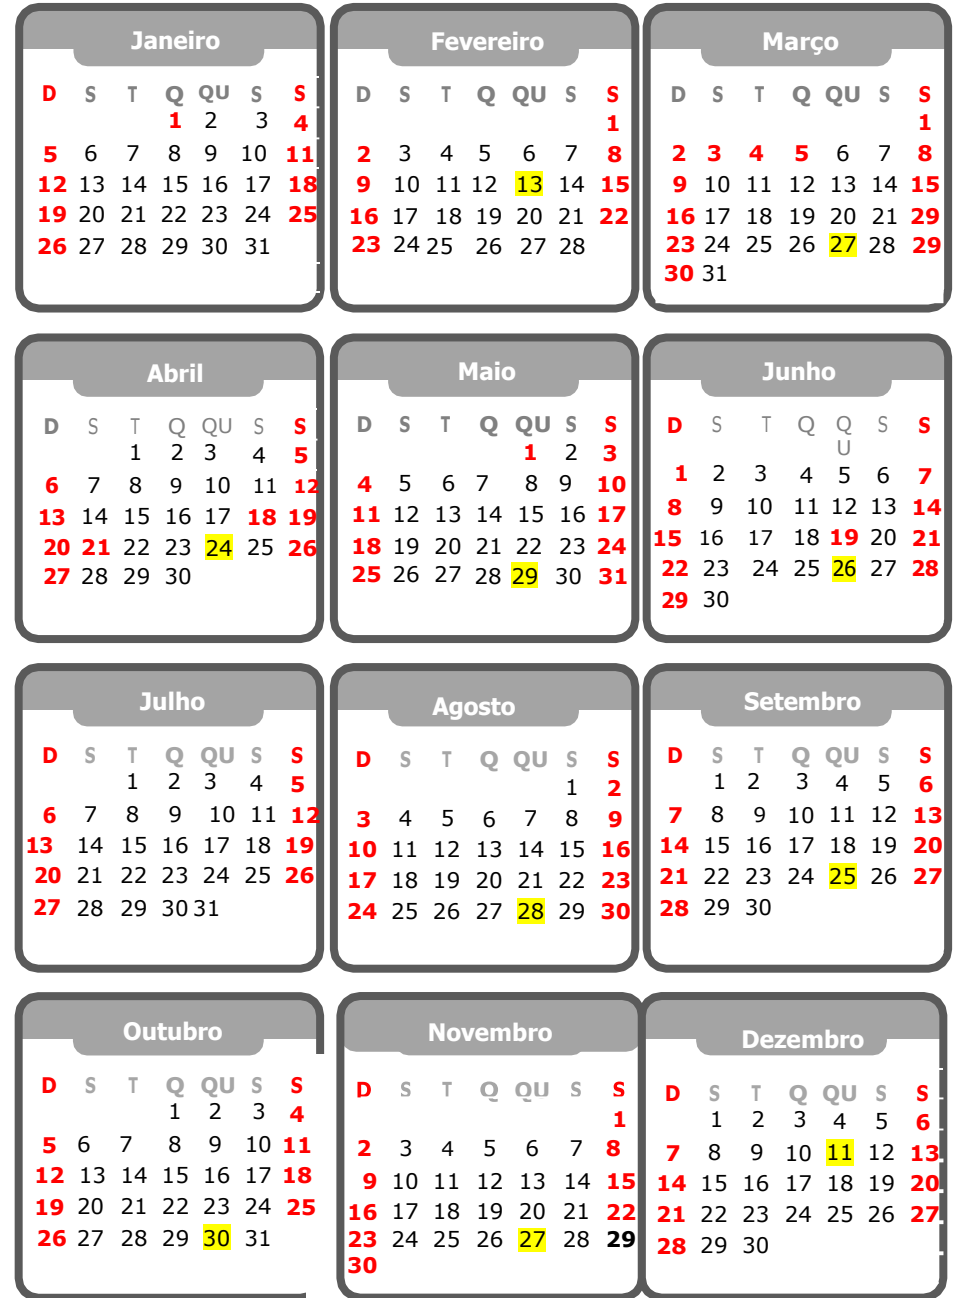 Janeiro
D S T Q QU S S
1 2 3 4
5 6 7 8 9 10 11
12 13 14 15 16 17 18
19 20 21 22 23 24 25
26 27 28 29 30 31
Fevereiro
D S T Q QU S S
1
2 3 4 5 6 7 8
9 10 11 12 13 14 15
16 17 18 19 20 21 22
23 24 25 26 27 28
Março
D S T Q QU S S
1
2 3 4 5 6 7 8
9 10 11 12 13 14 15
16 17 18 19 20 21 29
23 24 25 26 27 28 29
30 31
Abril
D S T Q QU S S
1 2 3 4 5
6 7 8 9 10 11 12
13 14 15 16 17 18 19
20 21 22 23 24 25 26
27 28 29 30
Maio
D S T Q QU S S
1 2 3
4 5 6 7 8 9 10
11 12 13 14 15 16 17
18 19 20 21 22 23 24
25 26 27 28 29 30 31
Junho
D S T Q Q S S
U
1 2 3 4 5 6 7
8 9 10 11 12 13 14
15 16 17 18 19 20 21
22 23 24 25 26 27 28
29 30
Julho
D S T Q QU S S
1 2 3 4 5
6 7 8 9 10 11 12
13 14 15 16 17 18 19
20 21 22 23 24 25 26
27 28 29 30 31
Agosto
D S T Q QU S S
1 2
3 4 5 6 7 8 9
10 11 12 13 14 15 16
17 18 19 20 21 22 23
24 25 26 27 28 29 30
Setembro
D S T Q QU S S
1 2 3 4 5 6
7 8 9 10 11 12 13
14 15 16 17 18 19 20
21 22 23 24 25 26 27
28 29 30
Outubro
D S T Q QU S S
1 2 3 4
5 6 7 8 9 10 11
12 13 14 15 16 17 18
19 20 21 22 23 24 25
26 27 28 29 30 31
Novembro
D S T Q QU S S
1
2 3 4 5 6 7 8
9 10 11 12 13 14 15
16 17 18 19 20 21 22
23 24 25 26 27 28 29
30
Dezembro
D S T Q QU S S
1 2 3 4 5 6
7 8 9 10 11 12 13
14 15 16 17 18 19 20
21 22 23 24 25 26 27
28 29 30